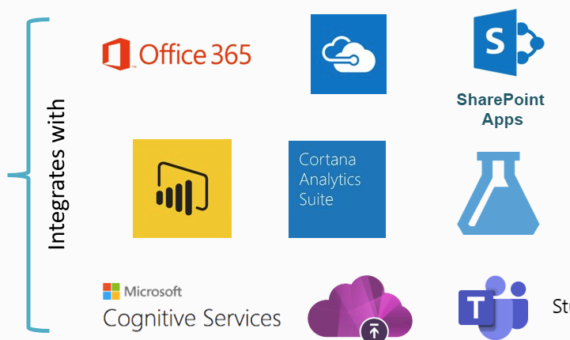 Integrates with
Office 365
S
SharePoint
Apps
Cortana
Analytics
Suite
Microsoft
Cognitive Services
T